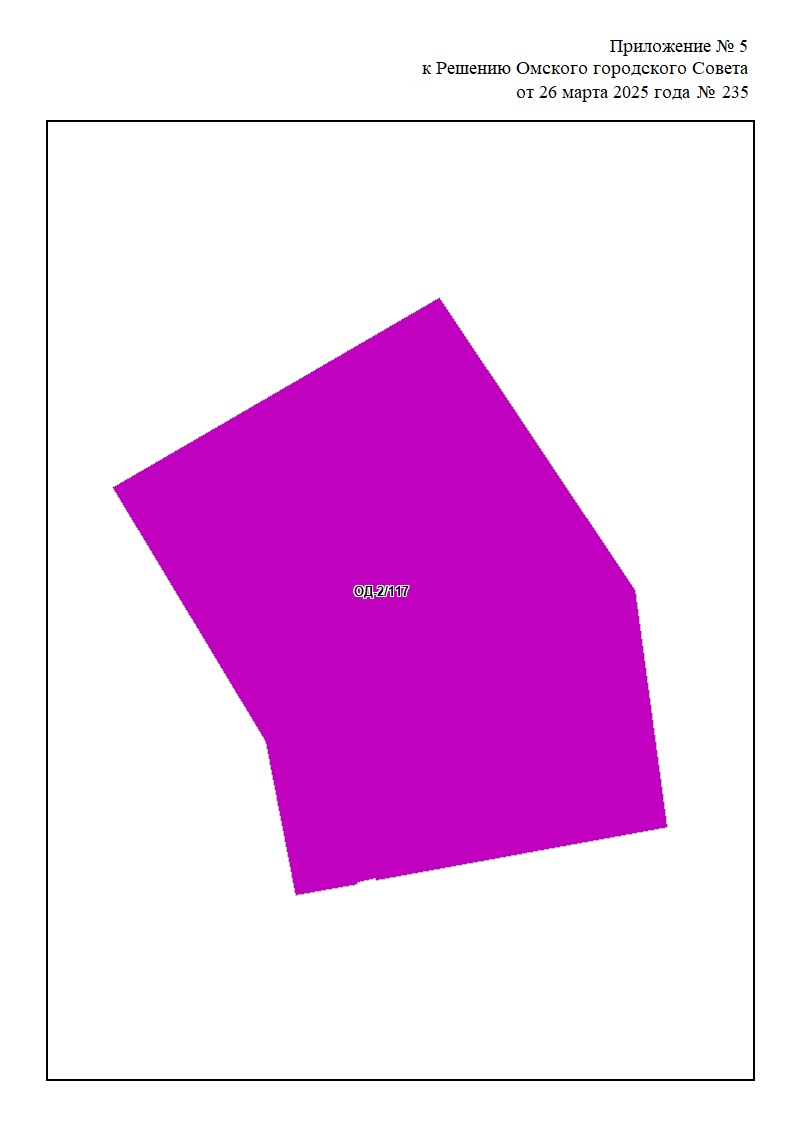 Приложение № 5
к Решению Омского городского Совета
от 26 марта 2025 года № 235
ОД-2/117